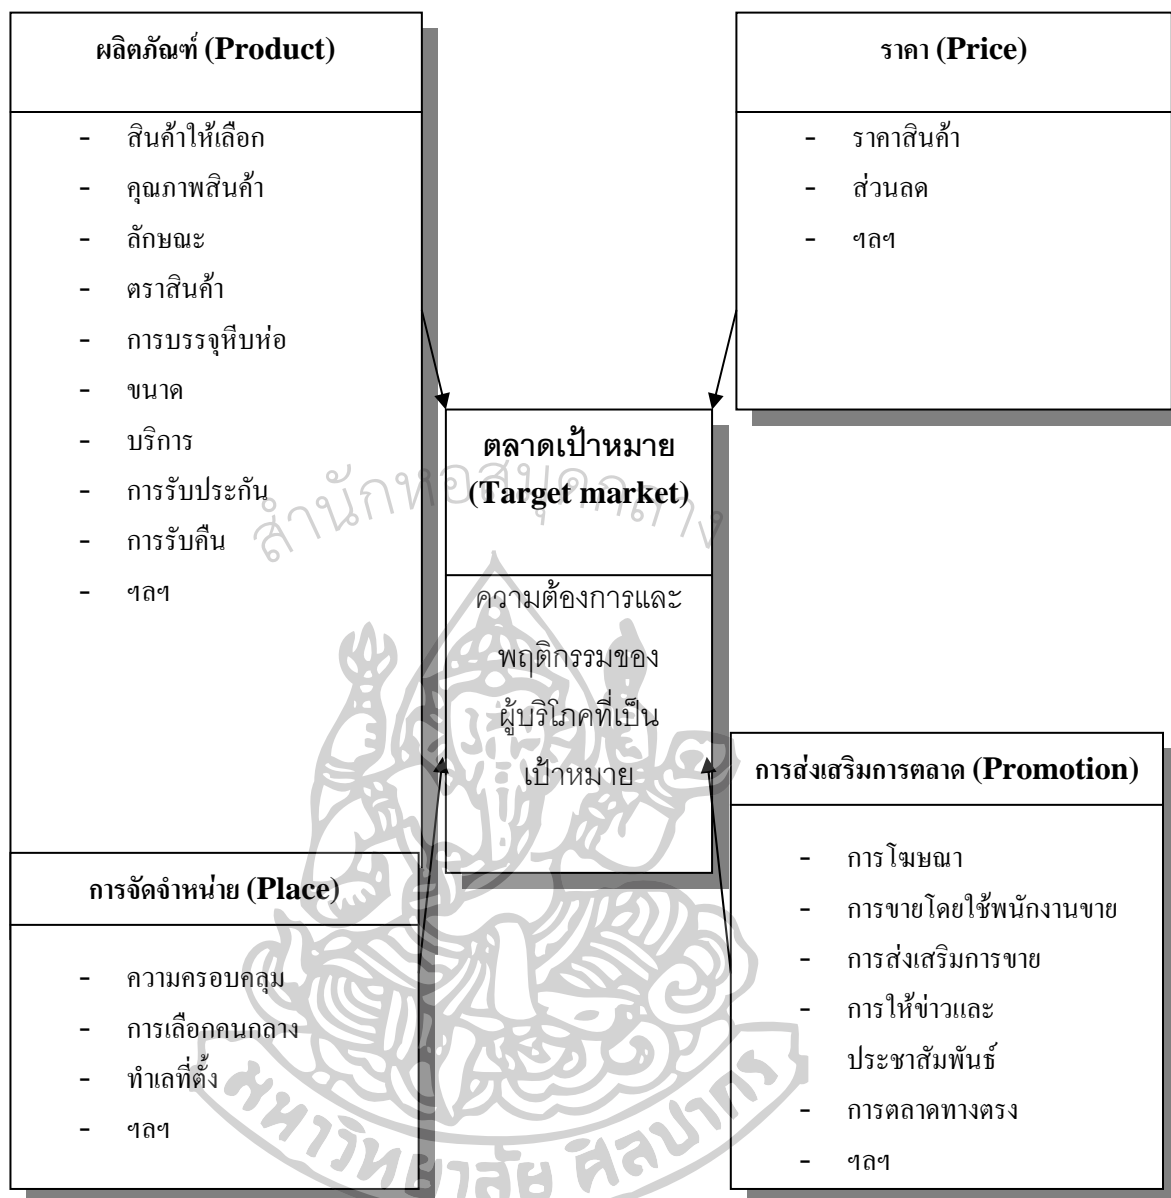 ผลิตภัณฑ์ (Product)
- สินค้าให้เลือก
- คุณภาพสินค้า
- ลักษณะ
- ตราสินค้า
- การบรรจุหีบห่อ
- ขนาด
- บริการ
- การรับประกัน
- การรับคืน
- ฯลฯ
ราคา (Price)
- ราคาสินค้า
- ส่วนลด
- ฯลฯ
ตลาดเป้าหมาย
(Target market)
ความต้องการและ
พฤติกรรมของ
ผู้บริโภคที่เป็น
เป้าหมาย
การจัดจำหน่าย (Place)
- ความครอบคลุม
- การเลือกคนกลาง
- ทำเลที่ตั้ง
- ฯลฯ
การส่งเสริมการตลาด (Promotion)
- การโฆษณา
- การขายโดยใช้พนักงานขาย
- การส่งเสริมการขาย
- การให้ข่าวและ
ประชาสัมพันธ์
- การตลาดทางตรง
- ฯลฯ
สำนักหอสมุดกลาง
มหาวิทยาลัย ศิลปากร